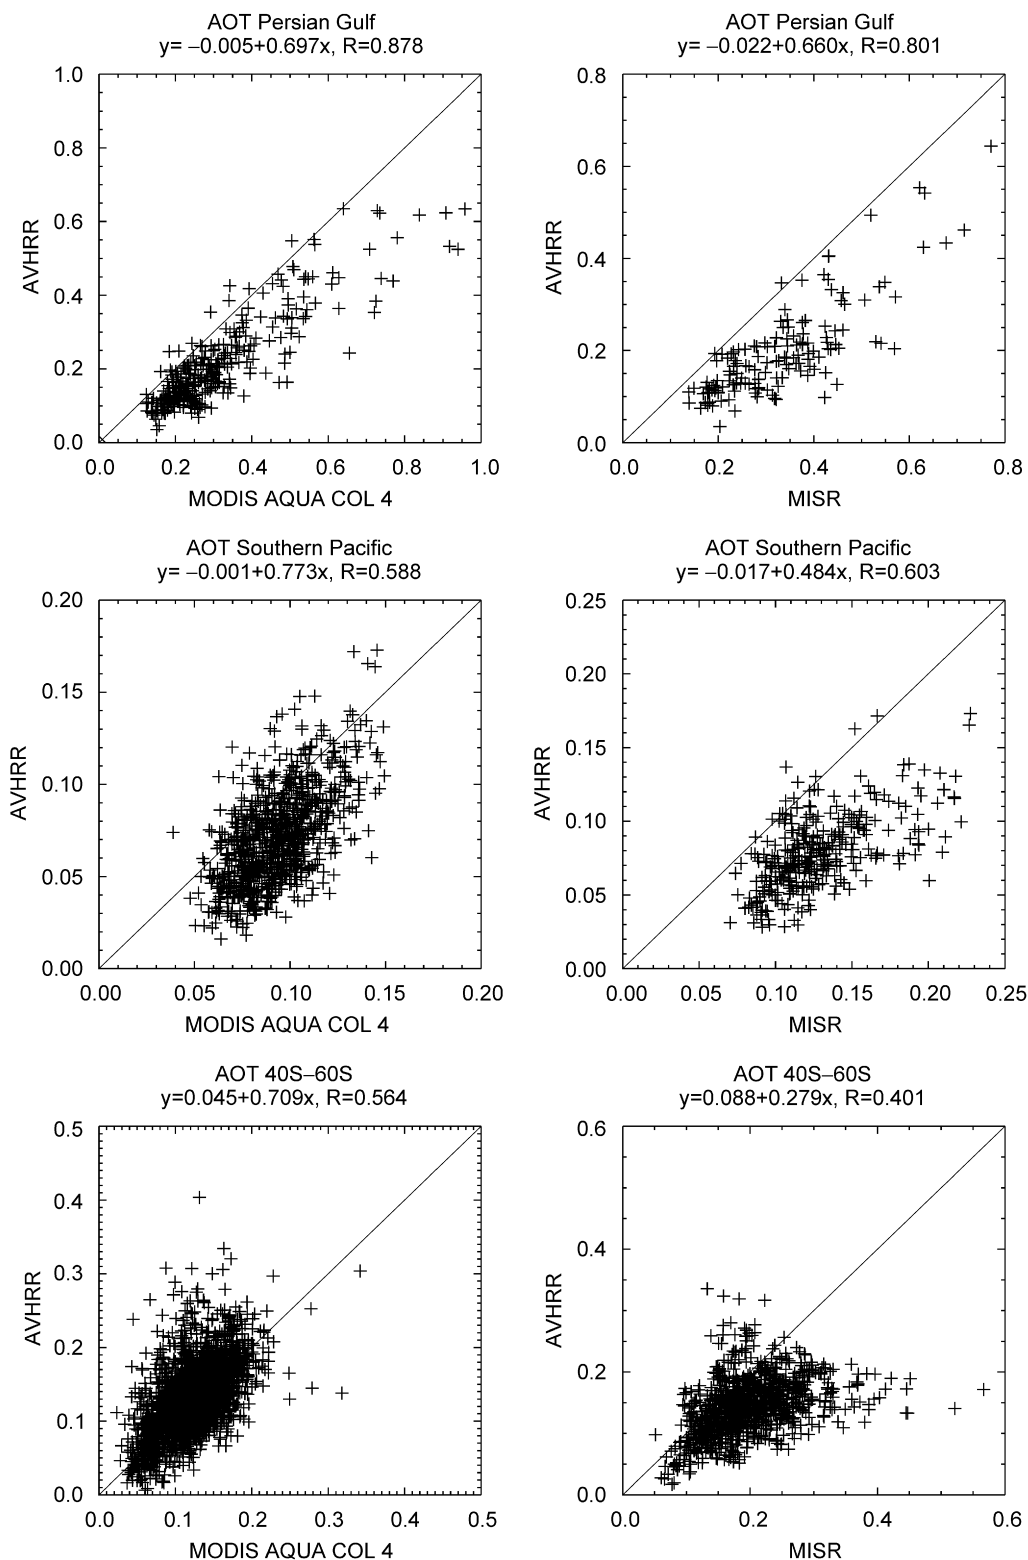 AOT Persian Gulf
y= −0.005+0.697x, R=0.878
1.0
0.8
0.6
0.4
0.2
0.0
AVHRR
0.0 0.2 0.4 0.6 0.8 1.0
MODIS AQUA COL 4
AOT Persian Gulf
y= −0.022+0.660x, R=0.801
0.8
0.6
0.4
0.2
0.0
AVHRR
0.0 0.2 0.4 0.6 0.8
MISR
AOT Southern Pacific
y= −0.001+0.773x, R=0.588
0.20
0.15
0.10
0.05
0.00
AVHRR
0.00 0.05 0.10 0.15 0.20
MODIS AQUA COL 4
AOT Southern Pacific
y= −0.017+0.484x, R=0.603
0.25
0.20
0.15
0.10
0.05
0.00
AVHRR
0.00 0.05 0.10 0.15 0.20 0.25
MISR
AOT 40S−60S
y=0.045+0.709x, R=0.564
0.5
0.4
0.3
0.2
0.1
0.0
AVHRR
0.0 0.1 0.2 0.3 0.4 0.5
MODIS AQUA COL 4
AOT 40S−60S
y=0.088+0.279x, R=0.401
0.6
0.4
0.2
0.0
AVHRR
0.0 0.2 0.4 0.6
MISR